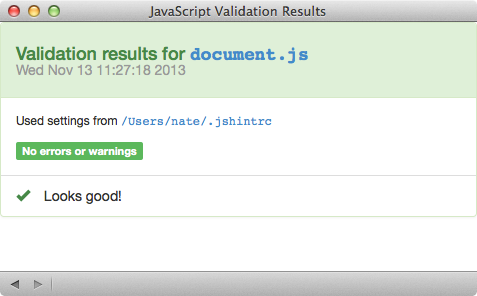 JavaScript Validation Results
Validation results for document.js
Wed Nov 13 11:27:18 2013
Used settings from /Users/nate/.jshintrc
No errors or warnings
Looks good!